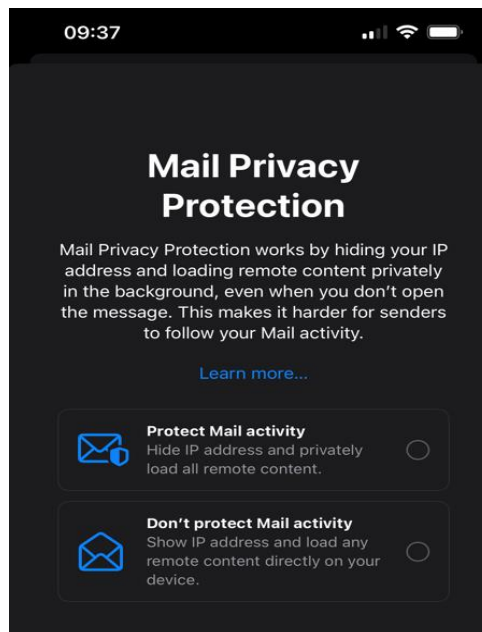 09:37
Mail Privacy
Protection
Mail Privacy Protection works by hiding your IP
address and loading remote content privately
in the background, even when you don’t open
the message. This makes it harder for senders
to follow your Mail activity.
Learn more...
Protect Mail activity
Hide IP address and privately
load all remote content.
Don’t protect Mail activity
Show IP address and load any
remote content directly on your
device.